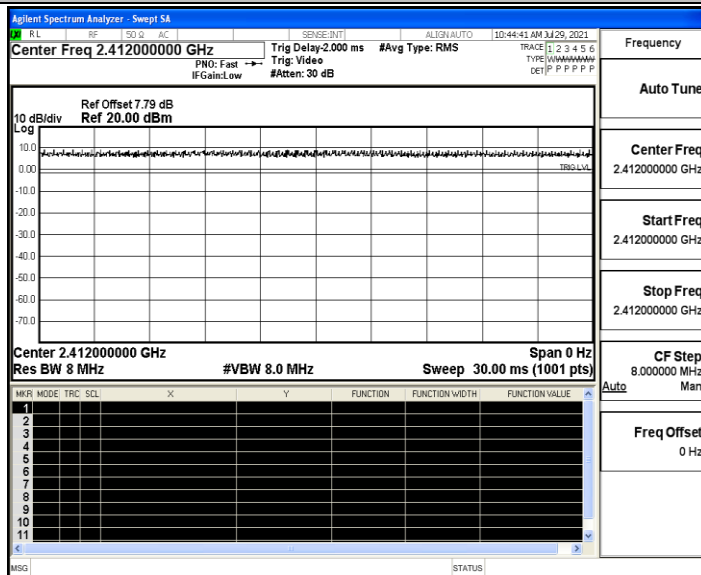 Agilent Spectrum Analyzer - Swept SA
RL RF 50 Ω AC SENSE:INT ALIGN AUTO 10:44:41 AM Jul 29, 2021
Center Freq 2.412000000 GHz
Trig Delay-2.000 ms #Avg Type: RMS TRACE 1 2 3 4 5 6
PNO: Fast Trig: Video TYPE WWWWWW
IFGain:Low #Atten: 30 dB DET P P P P P P
Ref Offset 7.79 dB
10 dB/div Ref 20.00 dBm
Log
10.0
0.00
TRIG LVL
-10.0
-20.0
-30.0
-40.0
-50.0
-60.0
-70.0
Center 2.412000000 GHz Span 0 Hz
Res BW 8 MHz #VBW 8.0 MHz Sweep 30.00 ms (1001 pts)
MKR MODE TRC SCL X Y FUNCTION FUNCTION WIDTH FUNCTION VALUE
1
2
3
4
5
6
7
8
9
10
11
MSG STATUS
Frequency
Auto Tune
Center Freq
2.412000000 GHz
Start Freq
2.412000000 GHz
Stop Freq
2.412000000 GHz
CF Step
8.000000 MHz
Auto Man
Freq Offset
0 Hz